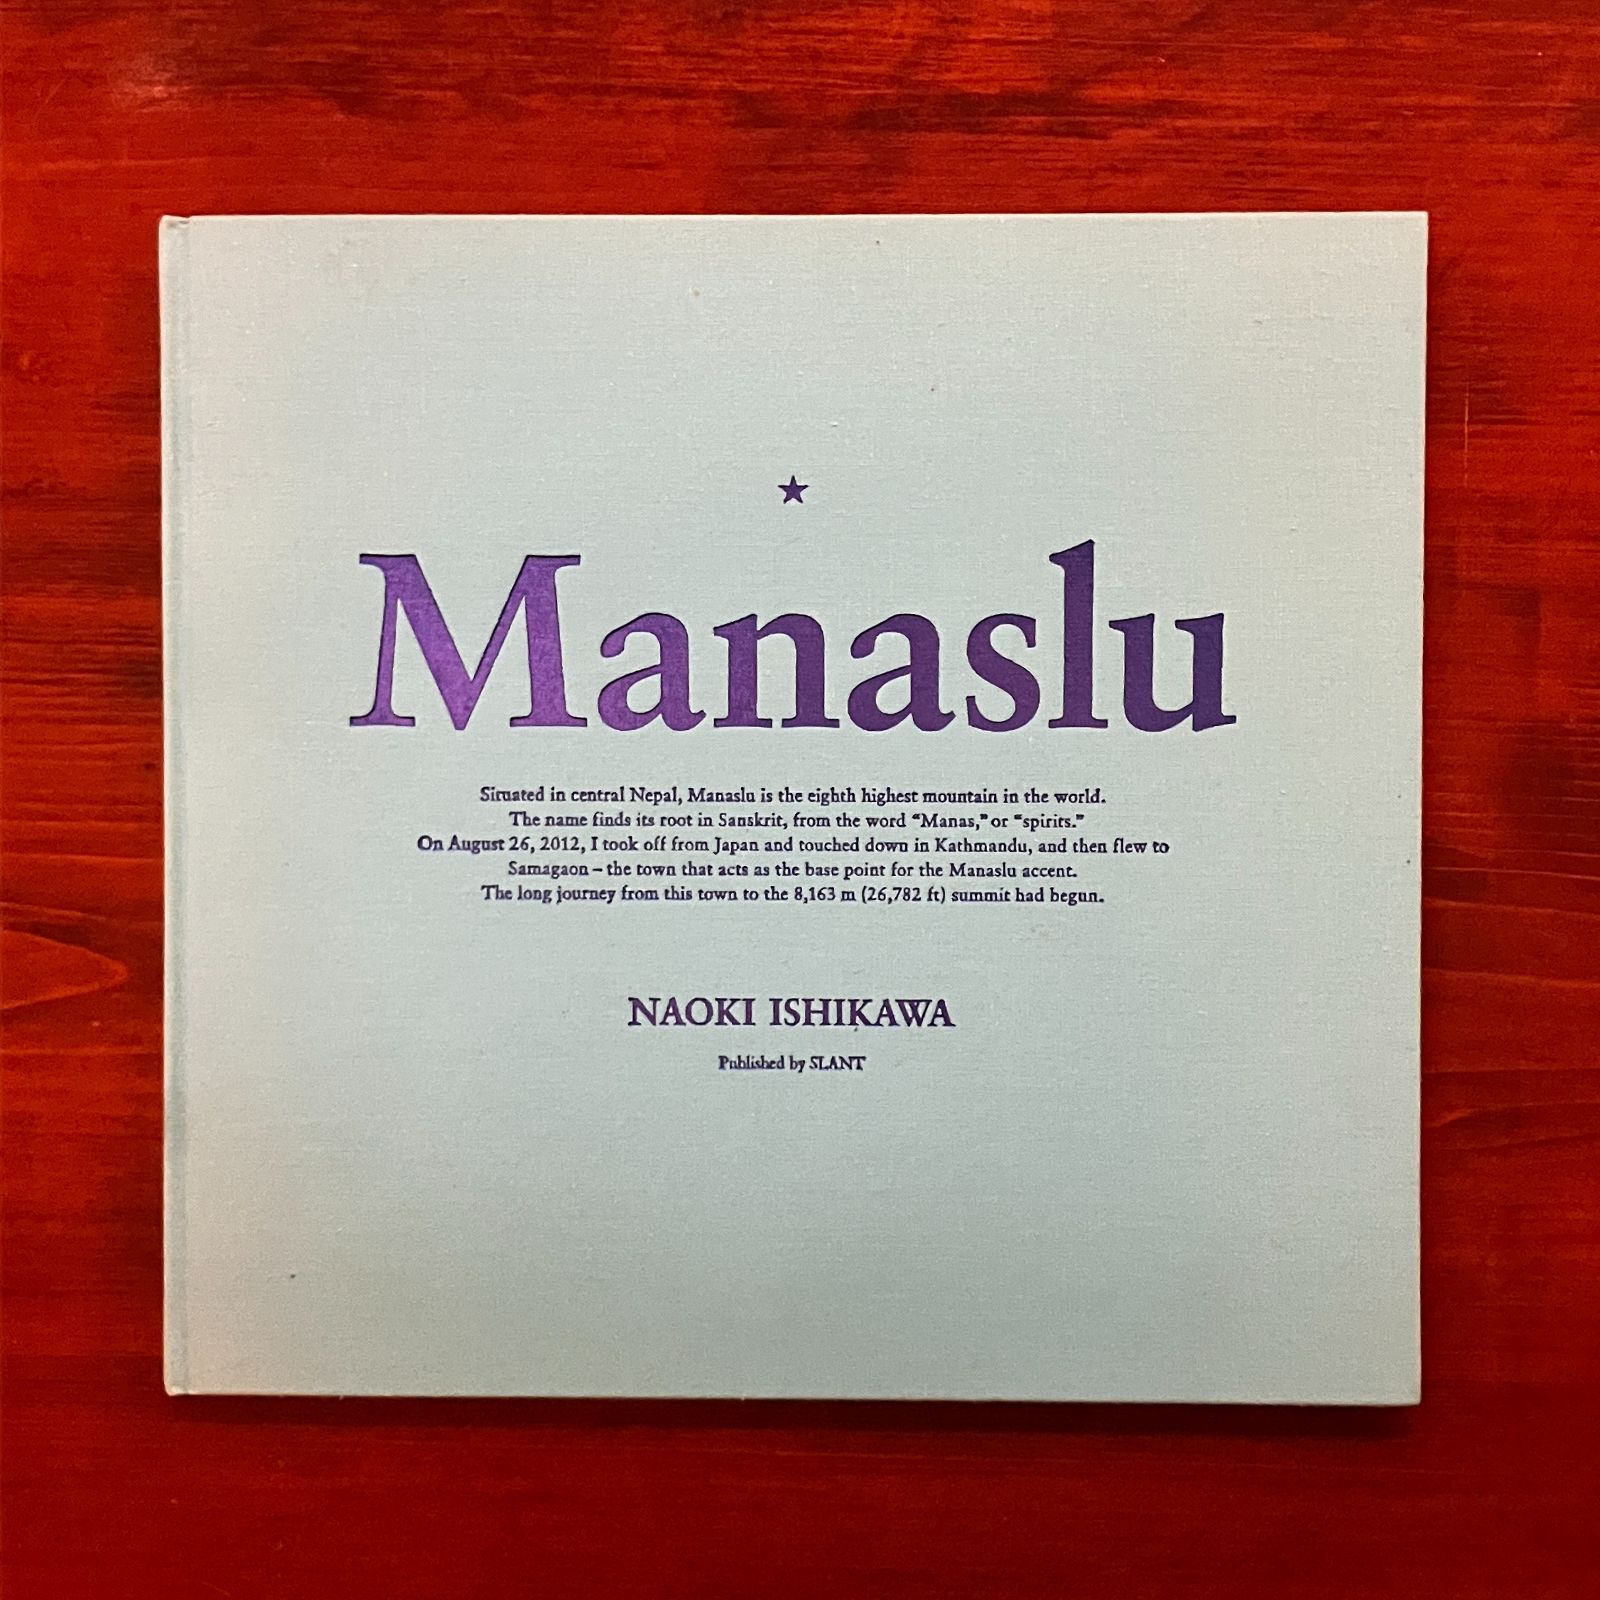 ★
Manaslu
Situated in central Nepal, Manaslu is the eighth highest mountain in the world.
The name finds its root in Sanskrit, from the word “Manas,” or “spirits.”
On August 26, 2012, I took off from Japan and touched down in Kathmandu, and then flew to
Samagaon – the town that acts as the base point for the Manaslu accent.
The long journey from this town to the 8,163 m (26,782 ft) summit had begun.
NAOKI ISHIKAWA
Published by SLANT